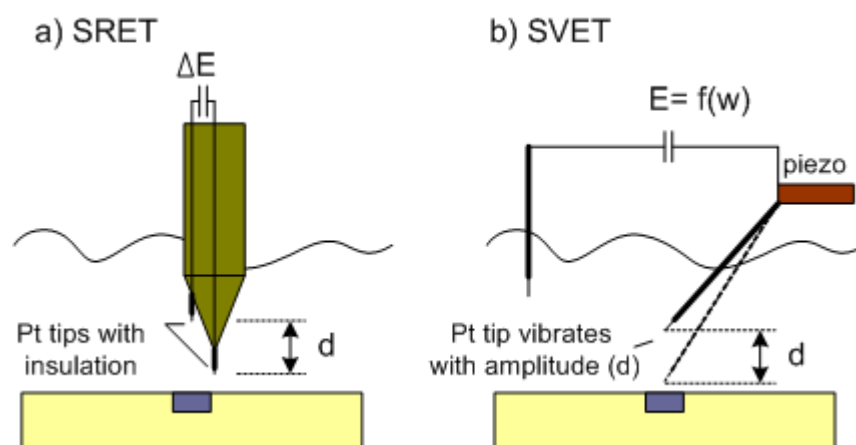 a) SRET
ΔE
Pt tips with
insulation
d
b) SVET
E= f(w)
piezo
Pt tip vibrates
with amplitude (d)
d